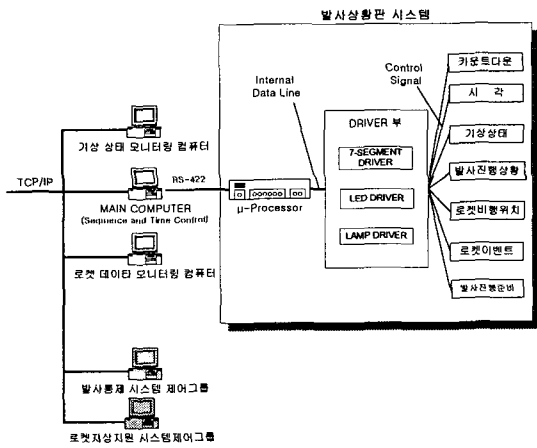 발사상황판 시스템
Internal
Data Line
Control
Signal
카운트다운
시 각
기상상태
발사진행상황
로켓비행위치
로켓이벤트
발사진행준비
DRIVER 부
7-SEGMENT
DRIVER
LED DRIVER
LAMP DRIVER
μ-Processor
RS-422
TCP/IP
기상 상태 모니터링 컴퓨터
MAIN COMPUTER
(Sequence and Time Control)
로켓 데이타 모니터링 컴퓨터
발사통제 시스템 제어그룹
로켓지상지원 시스템제어그룹